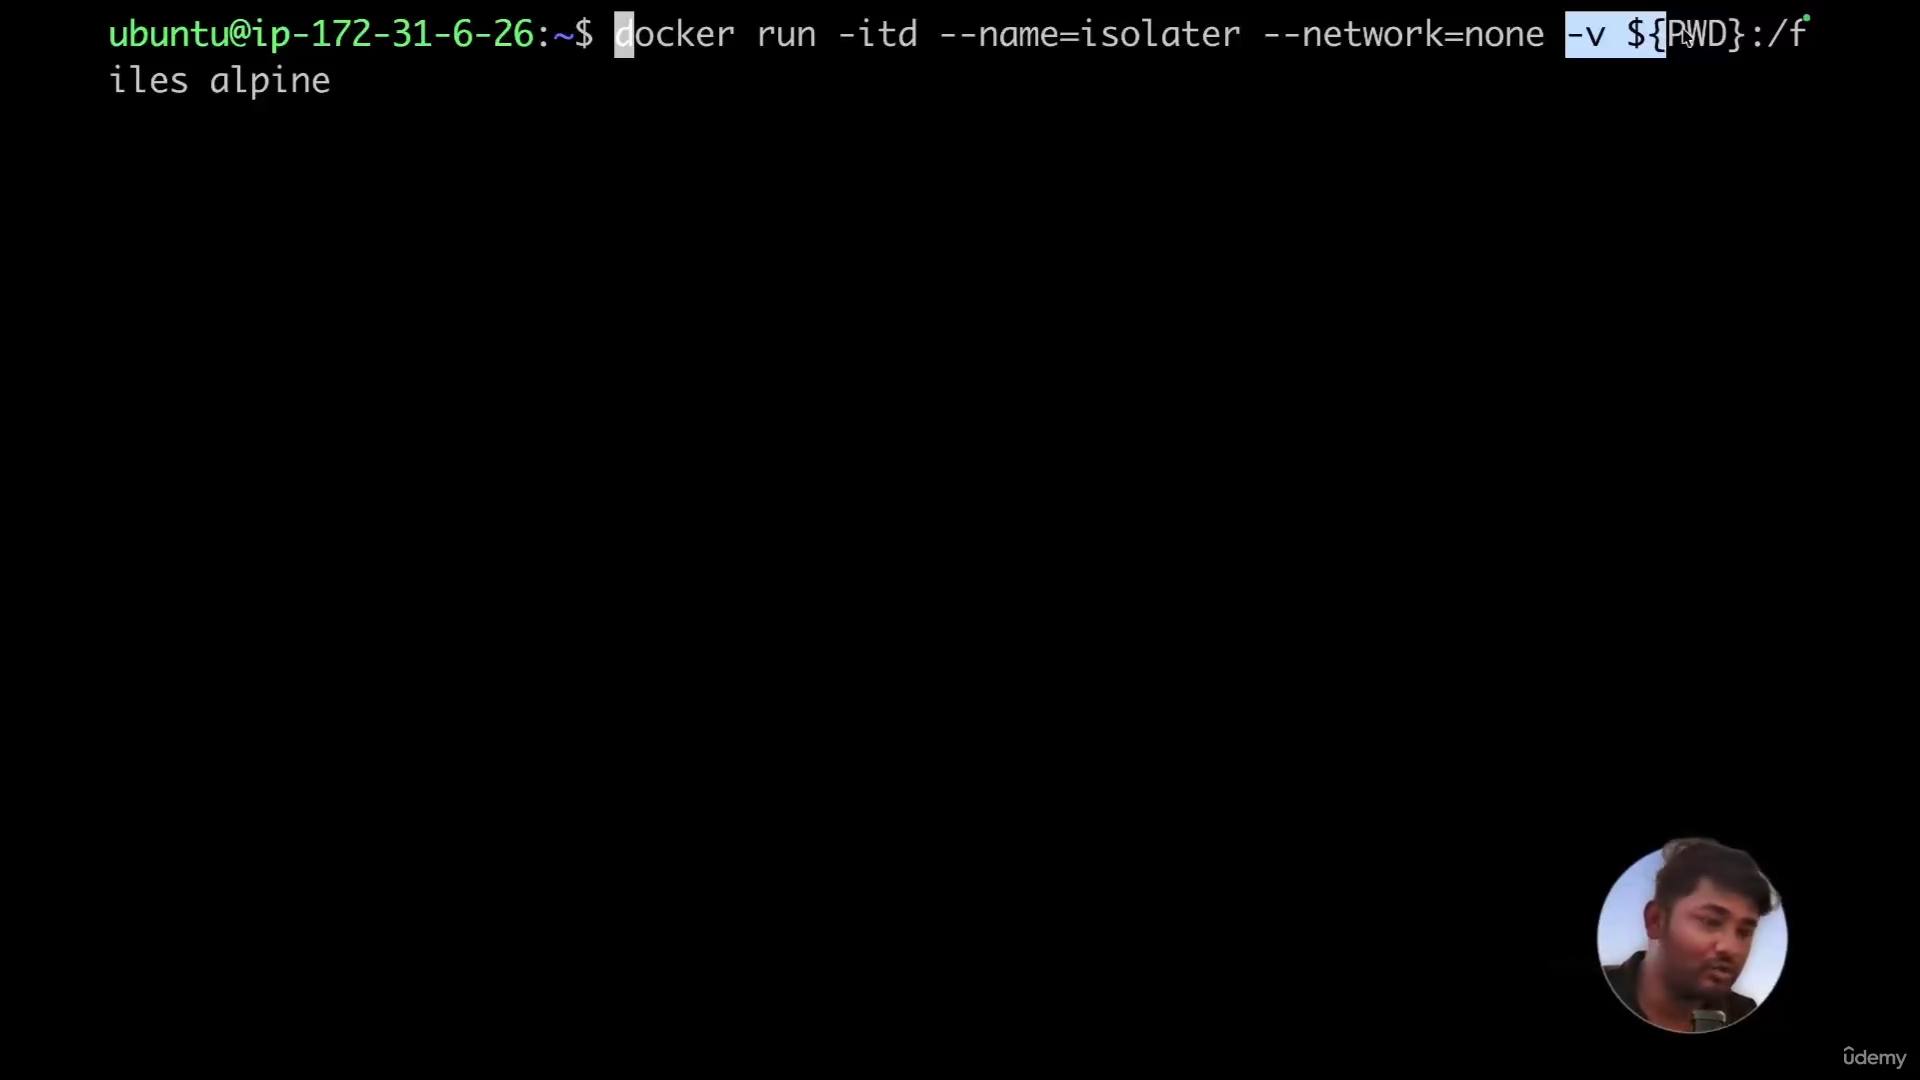 ubuntu@ip-172-31-6-26:~$ docker run -itd --name=isolater --network=none -v ${PWD}:/f
iles alpine
ûdemy